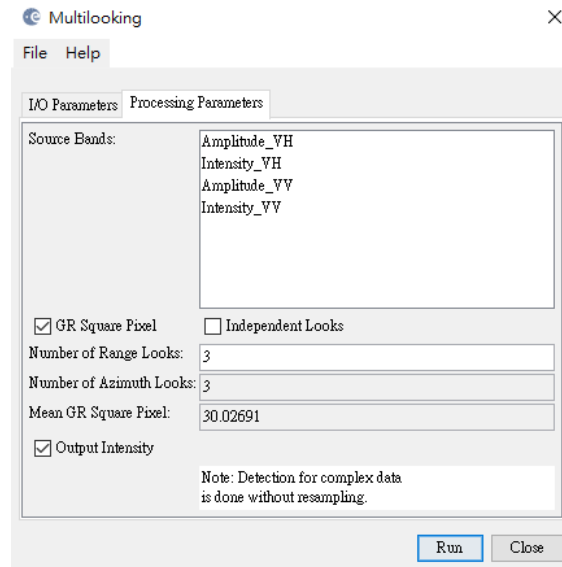 Multilooking
File Help
I/O Parameters Processing Parameters
Source Bands:
Amplitude_VH
Intensity_VH
Amplitude_VV
Intensity_VV
GR Square Pixel Independent Looks
Number of Range Looks: 3
Number of Azimuth Looks: 3
Mean GR Square Pixel: 30.02691
Output Intensity
Note: Detection for complex data
is done without resampling.
Run Close